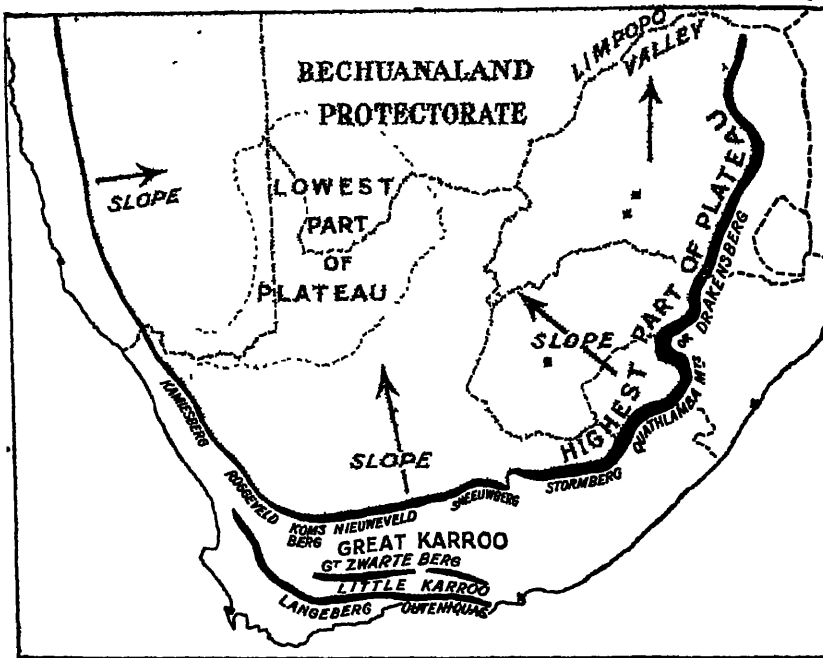 LIMPOPO
VALLEY
BECHUANALAND
PROTECTORATE
SLOPE
LOWEST
PART
OF
PLATEAU
HIGHEST PART OF PLATEAU
SLOPE
QUATHLAMBA MTS OR DRAKENSBERG
KAMIESBERG
SLOPE
ROGGEVELD
KOMS
BERG
NIEUWEVELD
SNEEUWBERG
STORMBERG
GREAT KARROO
GT ZWARTE BERG
LITTLE KARROO
LANGEBERG
OUTENIQUAS